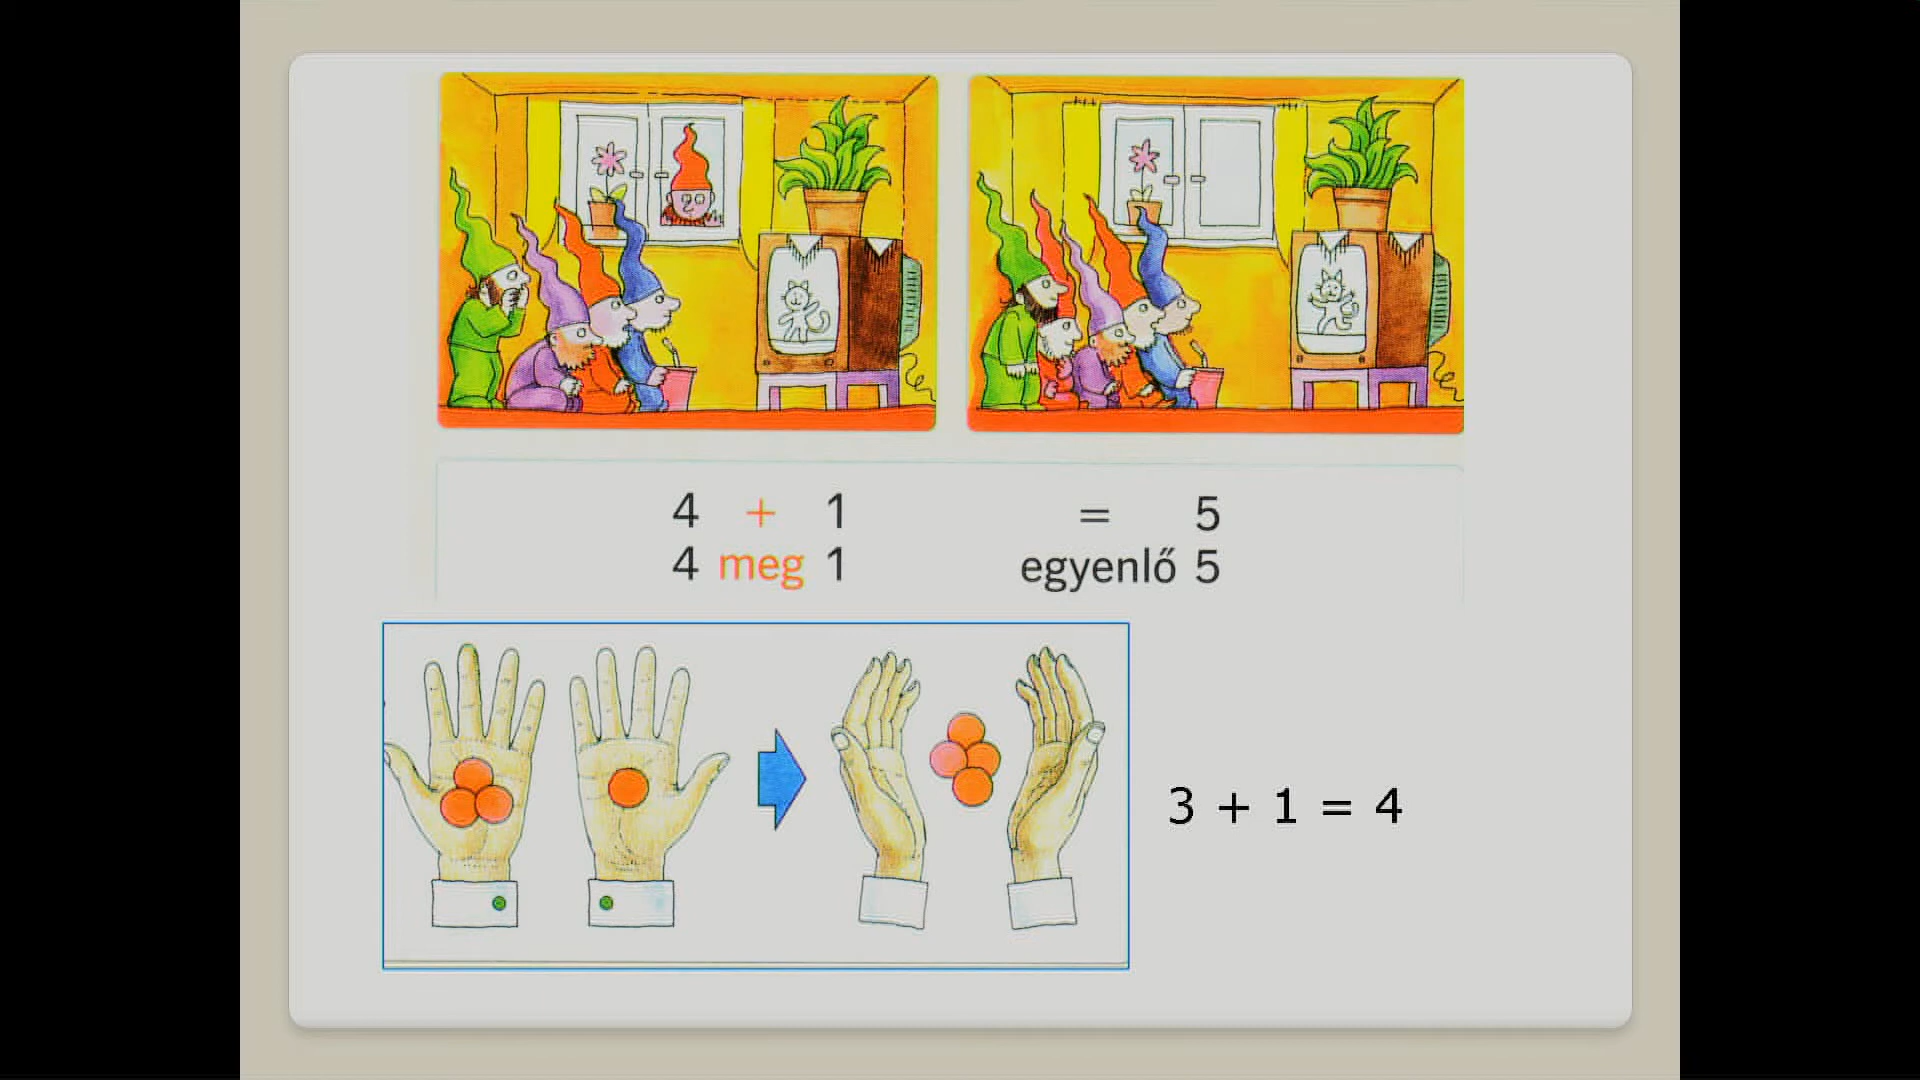 4 + 1 = 5
4 meg 1 egyenlő 5
3 + 1 = 4